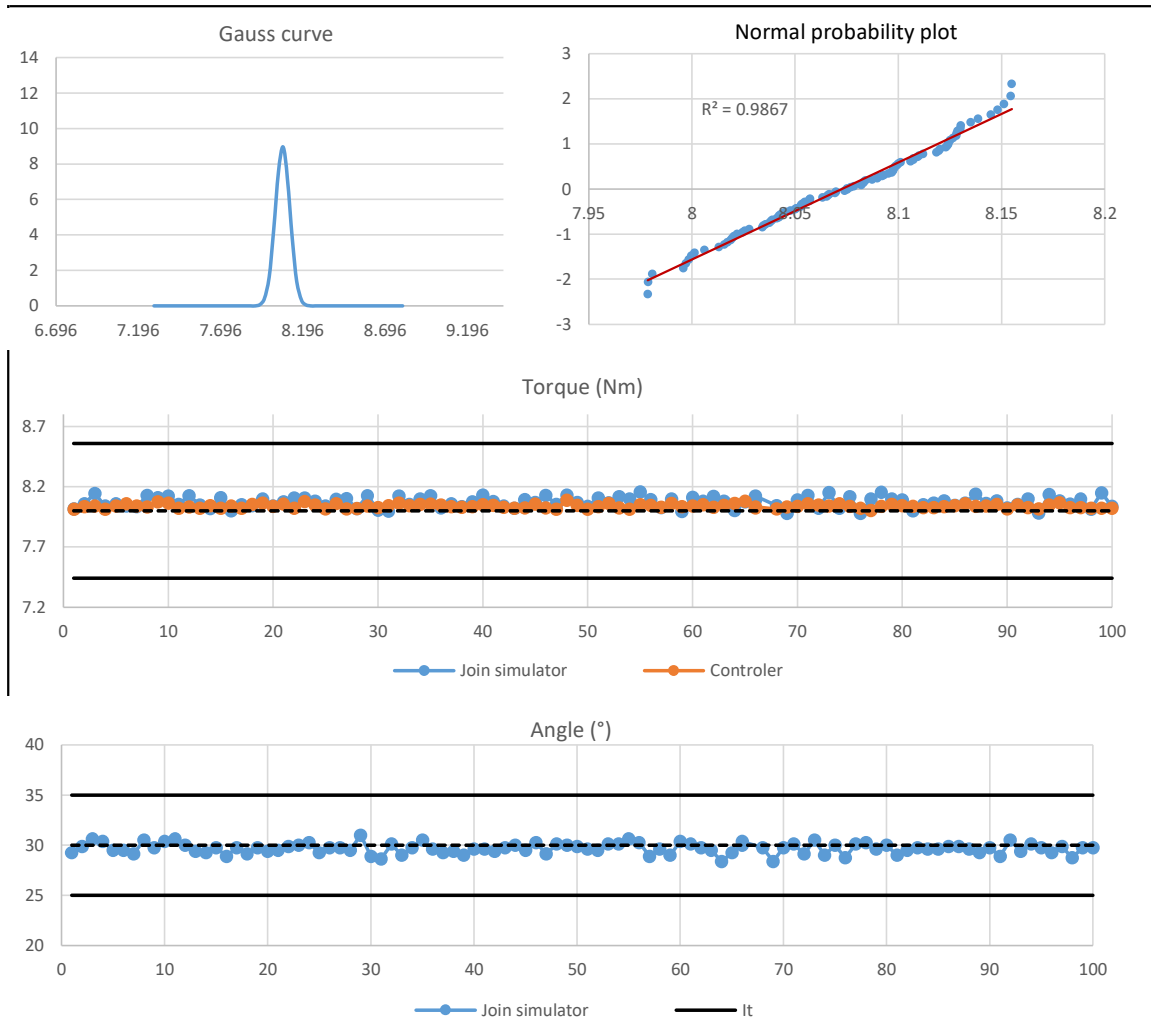 Gauss curve
14
12
10
8
6
4
2
0
6.696 7.196 7.696 8.196 8.696 9.196
Normal probability plot
3
2
R² = 0.9867
1
0
7.95 8 8.05 8.1 8.15 8.2
-1
-2
-3
Torque (Nm)
8.7
8.2
7.7
7.2
0 10 20 30 40 50 60 70 80 90 100
Join simulator Controler
Angle (°)
40
35
30
25
20
0 10 20 30 40 50 60 70 80 90 100
Join simulator It